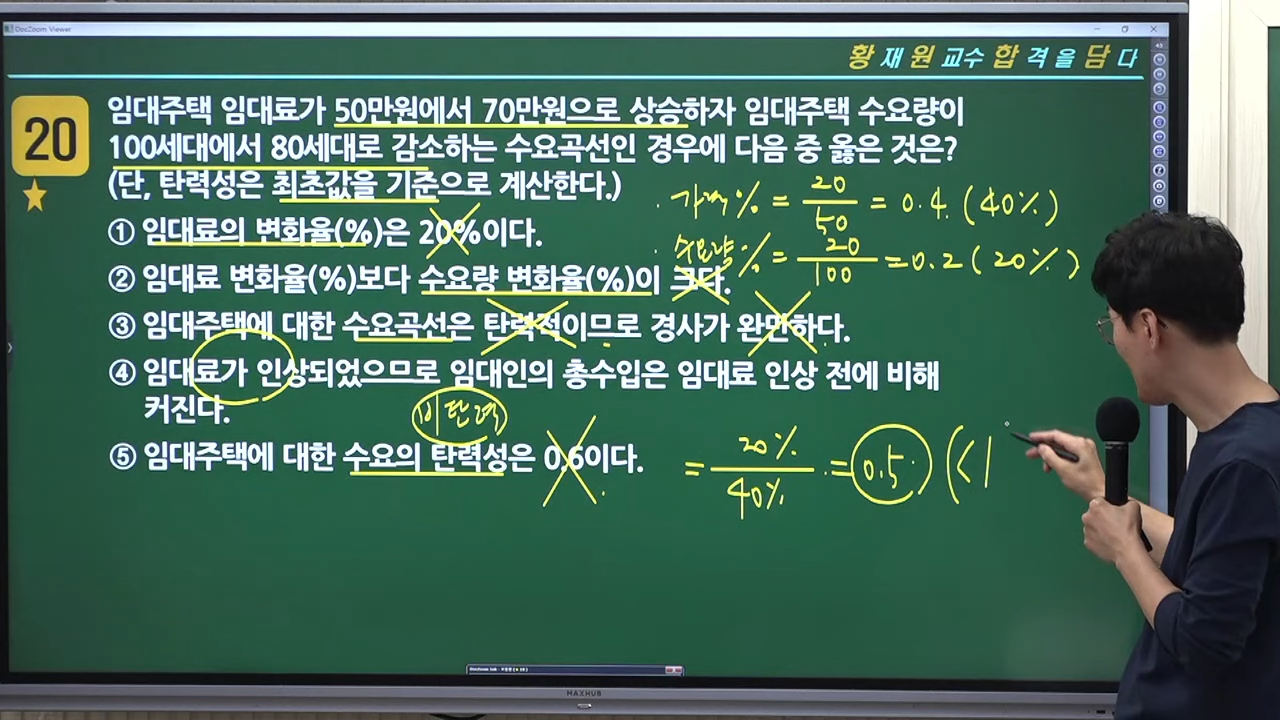 DocZoom Viewer
황재원 교수 합격을 담다
20
임대주택 임대료가 50만원에서 70만원으로 상승하자 임대주택 수요량이
100세대에서 80세대로 감소하는 수요곡선인 경우에 다음 중 옳은 것은?
(단, 탄력성은 최초값을 기준으로 계산한다.)
가격% = 20/50 = 0.4 (40%)
① 임대료의 변화율(%)은 20%이다.
수요량% = 20/100 = 0.2 (20%)
② 임대료 변화율(%)보다 수요량 변화율(%)이 크다.
③ 임대주택에 대한 수요곡선은 탄력적이므로 경사가 완만하다.
④ 임대료가 인상되었으므로 임대인의 총수입은 임대료 인상 전에 비해
커진다.
비탄력
⑤ 임대주택에 대한 수요의 탄력성은 0.6이다.
= 20%/40% = 0.5 (<1
MAXHUB